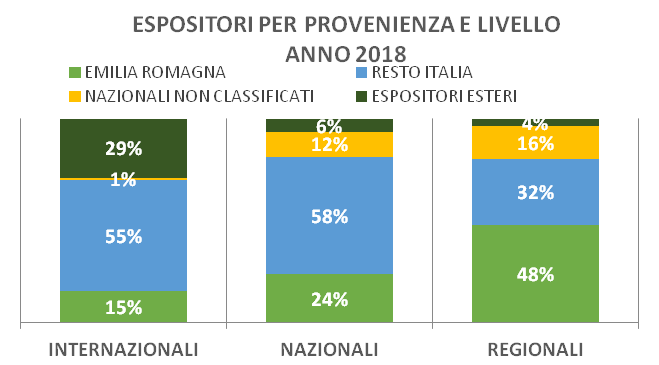 ESPOSITORI PER PROVENIENZA E LIVELLO
ANNO 2018
EMILIA ROMAGNA RESTO ITALIA
NAZIONALI NON CLASSIFICATI ESPOSITORI ESTERI
6% 4%
29% 12% 16%
1%
55% 58% 32%
15% 24% 48%
INTERNAZIONALI NAZIONALI REGIONALI